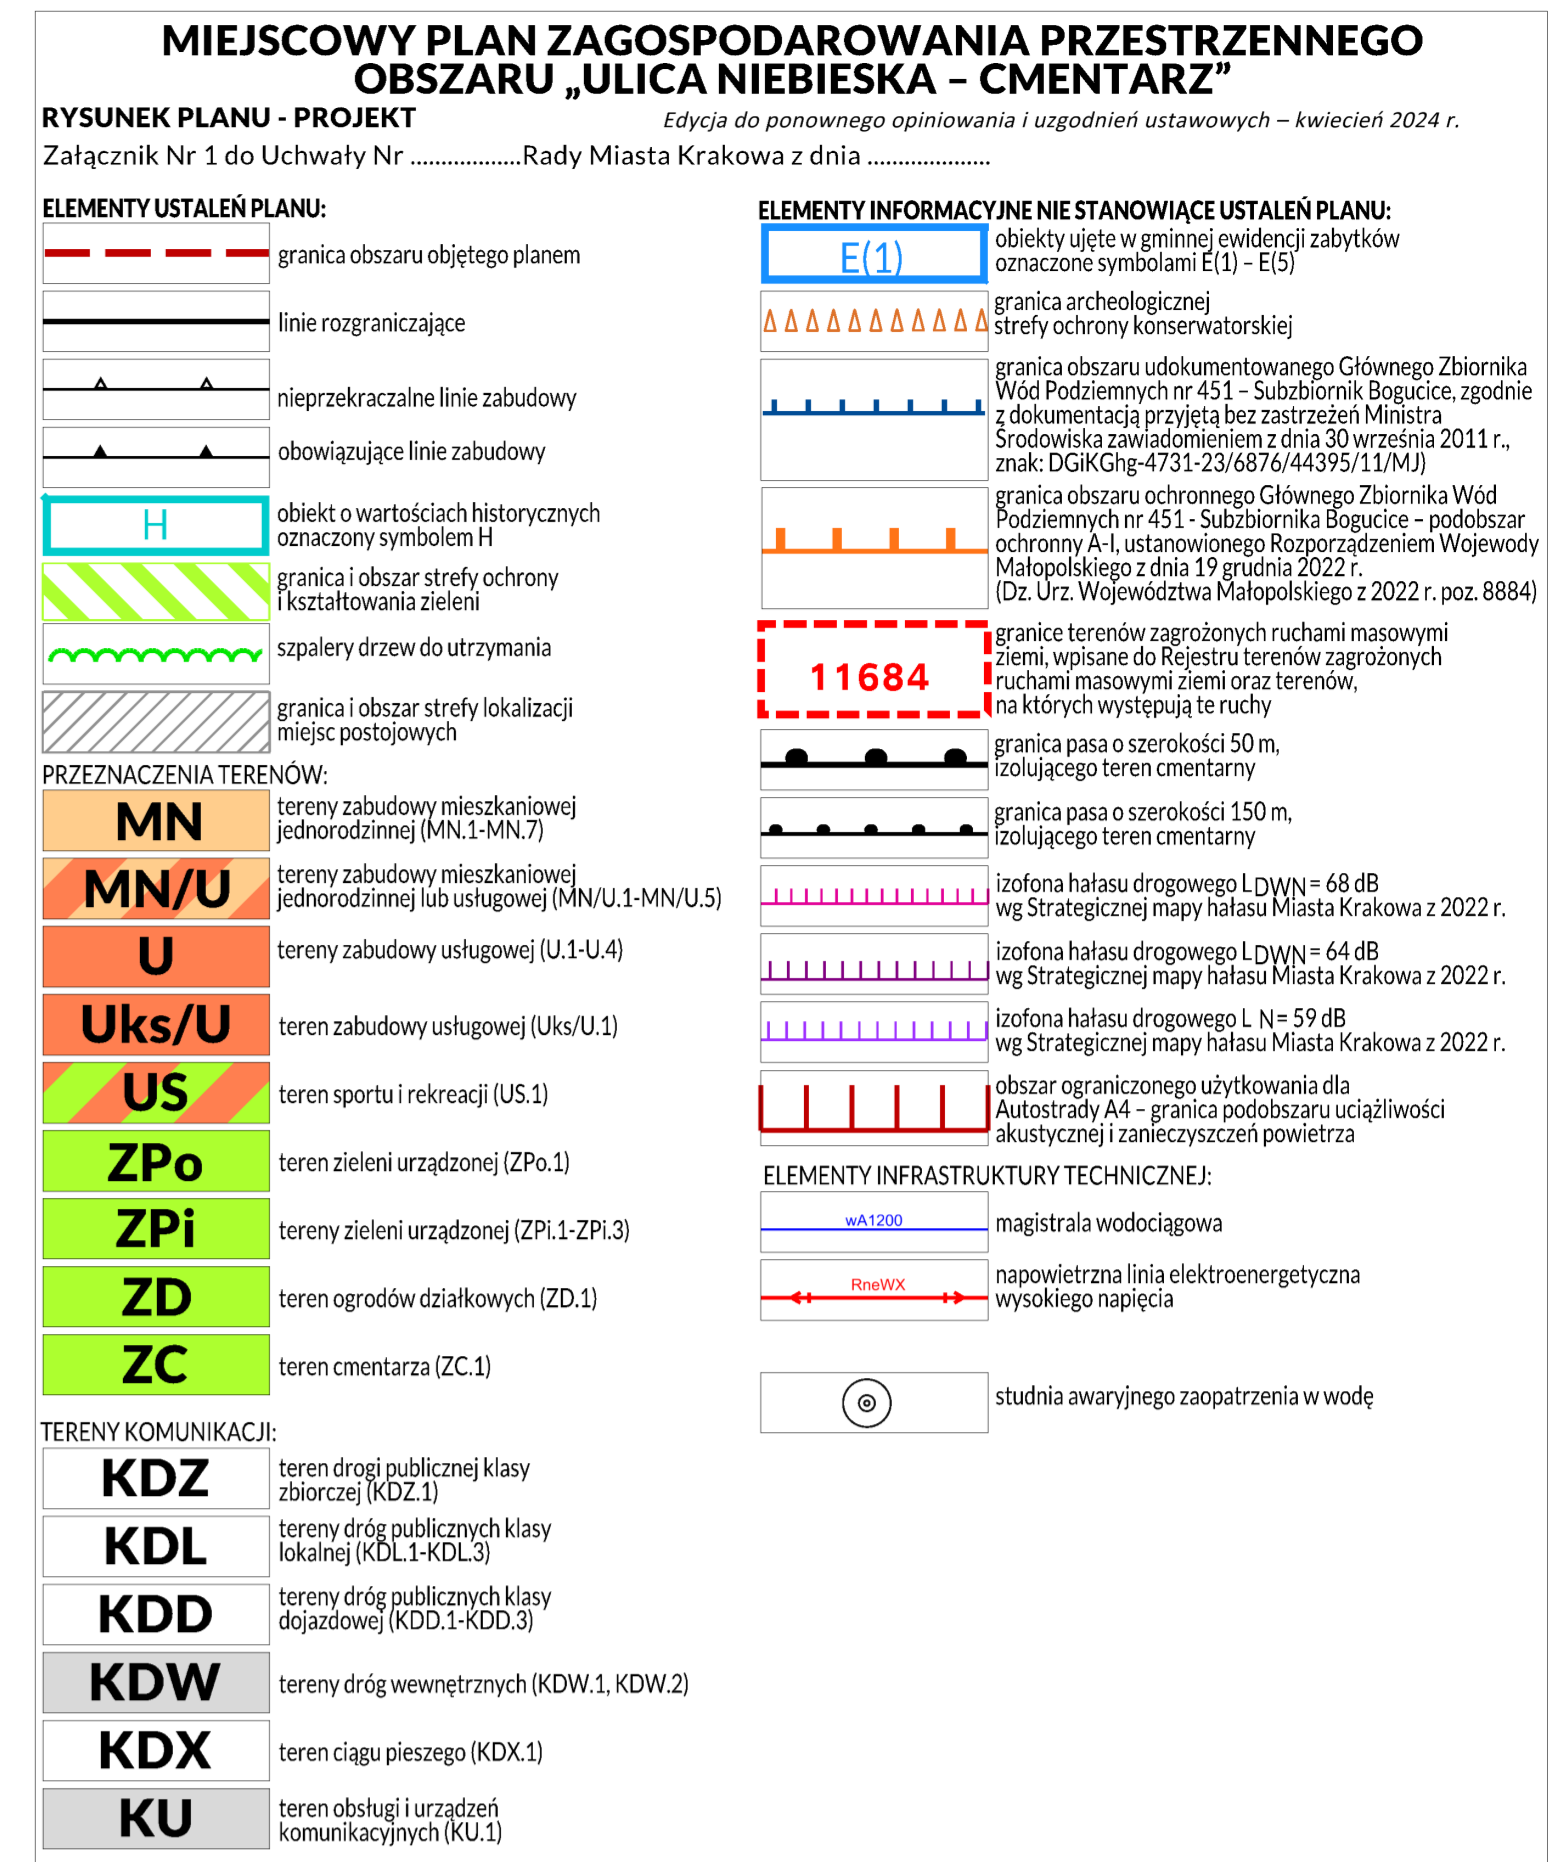 MIEJSCOWY PLAN ZAGOSPODAROWANIA PRZESTRZENNEGO
OBSZARU „ULICA NIEBIESKA – CMENTARZ”
RYSUNEK PLANU - PROJEKT
Edycja do ponownego opiniowania i uzgodnień ustawowych – kwiecień 2024 r.
Załącznik Nr 1 do Uchwały Nr ..................Rady Miasta Krakowa z dnia ....................
ELEMENTY USTALEŃ PLANU:
granica obszaru objętego planem
linie rozgraniczające
nieprzekraczalne linie zabudowy
obowiązujące linie zabudowy
H
obiekt o wartościach historycznych
oznaczony symbolem H
granica i obszar strefy ochrony
i kształtowania zieleni
szpalery drzew do utrzymania
granica i obszar strefy lokalizacji
miejsc postojowych
PRZEZNACZENIA TERENÓW:
MN
tereny zabudowy mieszkaniowej
jednorodzinnej (MN.1-MN.7)
MN/U
tereny zabudowy mieszkaniowej
jednorodzinnej lub usługowej (MN/U.1-MN/U.5)
U
tereny zabudowy usługowej (U.1-U.4)
Uks/U
teren zabudowy usługowej (Uks/U.1)
US
teren sportu i rekreacji (US.1)
ZPo
teren zieleni urządzonej (ZPo.1)
ZPi
tereny zieleni urządzonej (ZPi.1-ZPi.3)
ZD
teren ogrodów działkowych (ZD.1)
ZC
teren cmentarza (ZC.1)
TERENY KOMUNIKACJI:
KDZ
teren drogi publicznej klasy
zbiorczej (KDZ.1)
KDL
tereny dróg publicznych klasy
lokalnej (KDL.1-KDL.3)
KDD
tereny dróg publicznych klasy
dojazdowej (KDD.1-KDD.3)
KDW
tereny dróg wewnętrznych (KDW.1, KDW.2)
KDX
teren ciągu pieszego (KDX.1)
KU
teren obsługi i urządzeń
komunikacyjnych (KU.1)
ELEMENTY INFORMACYJNE NIE STANOWIĄCE USTALEŃ PLANU:
E(1)
obiekty ujęte w gminnej ewidencji zabytków
oznaczone symbolami E(1) – E(5)
granica archeologicznej
strefy ochrony konserwatorskiej
granica obszaru udokumentowanego Głównego Zbiornika
Wód Podziemnych nr 451 – Subzbiornik Bogucice, zgodnie
z dokumentacją przyjętą bez zastrzeżeń Ministra
Środowiska zawiadomieniem z dnia 30 września 2011 r.,
znak: DGiKGhg-4731-23/6876/44395/11/MJ)
granica obszaru ochronnego Głównego Zbiornika Wód
Podziemnych nr 451 - Subzbiornika Bogucice – podobszar
ochronny A-I, ustanowionego Rozporządzeniem Wojewody
Małopolskiego z dnia 19 grudnia 2022 r.
(Dz. Urz. Województwa Małopolskiego z 2022 r. poz. 8884)
11684
granice terenów zagrożonych ruchami masowymi
ziemi, wpisane do Rejestru terenów zagrożonych
ruchami masowymi ziemi oraz terenów,
na których występują te ruchy
granica pasa o szerokości 50 m,
izolującego teren cmentarny
granica pasa o szerokości 150 m,
izolującego teren cmentarny
izofona hałasu drogowego L DWN = 68 dB
wg Strategicznej mapy hałasu Miasta Krakowa z 2022 r.
izofona hałasu drogowego L DWN = 64 dB
wg Strategicznej mapy hałasu Miasta Krakowa z 2022 r.
izofona hałasu drogowego L N = 59 dB
wg Strategicznej mapy hałasu Miasta Krakowa z 2022 r.
obszar ograniczonego użytkowania dla
Autostrady A4 – granica podobszaru uciążliwości
akustycznej i zanieczyszczeń powietrza
ELEMENTY INFRASTRUKTURY TECHNICZNEJ:
wA1200
magistrala wodociągowa
RneWX
napowietrzna linia elektroenergetyczna
wysokiego napięcia
studnia awaryjnego zaopatrzenia w wodę